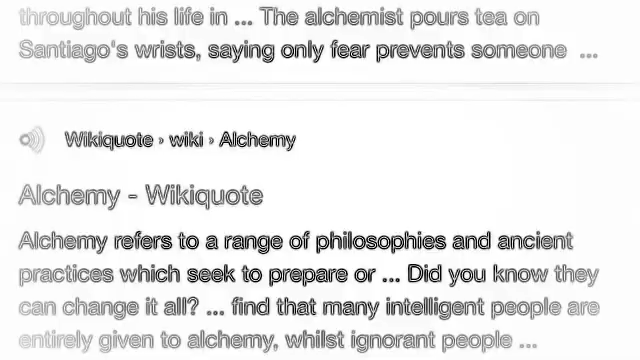 throughout his life in ... The alchemist pours tea on
Santiago's wrists, saying only fear prevents someone ...
Wikiquote › wiki › Alchemy
Alchemy - Wikiquote
Alchemy refers to a range of philosophies and ancient
practices which seek to prepare or ... Did you know they
can change it all? ... find that many intelligent people are
entirely given to alchemy, whilst ignorant people ...